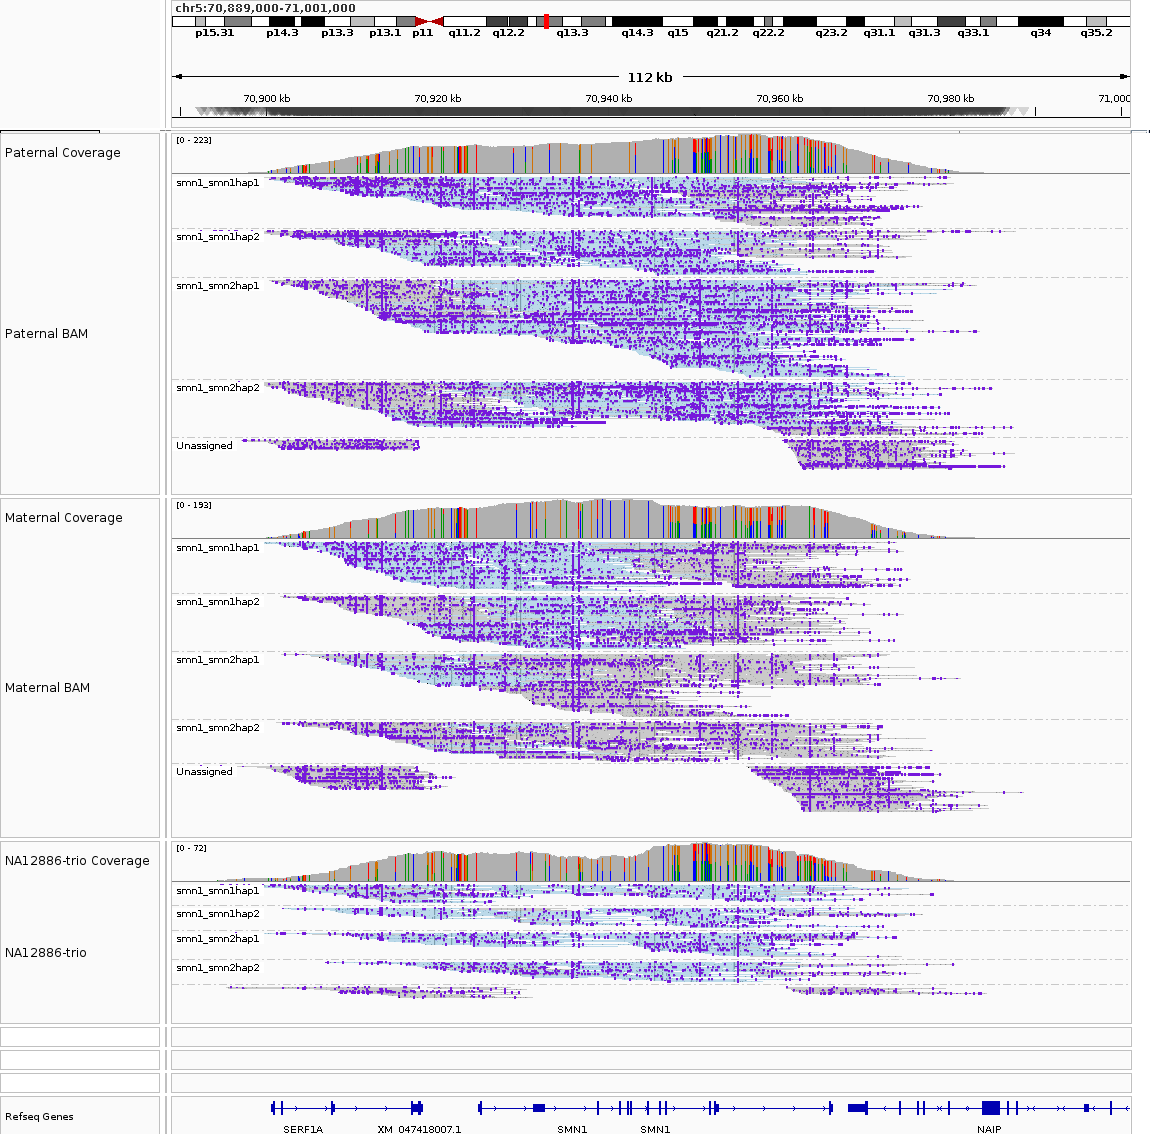 chr5:70,889,000-71,001,000
p15.31 p14.3 p13.3 p13.1 p11 q11.2 q12.2 q13.3 q14.3 q15 q21.2 q22.2 q23.2 q31.1 q31.3 q33.1 q34 q35.2
112 kb
70,900 kb 70,920 kb 70,940 kb 70,960 kb 70,980 kb 71,000
Paternal Coverage
[0 - 223]
smn1_smn1hap1
smn1_smn1hap2
smn1_smn2hap1
Paternal BAM
smn1_smn2hap2
Unassigned
Maternal Coverage
[0 - 193]
smn1_smn1hap1
smn1_smn1hap2
smn1_smn2hap1
Maternal BAM
smn1_smn2hap2
Unassigned
NA12886-trio Coverage
[0 - 72]
smn1_smn1hap1
smn1_smn1hap2
smn1_smn2hap1
NA12886-trio
smn1_smn2hap2
Refseq Genes
SERF1A XM_047418007.1 SMN1 SMN1 NAIP